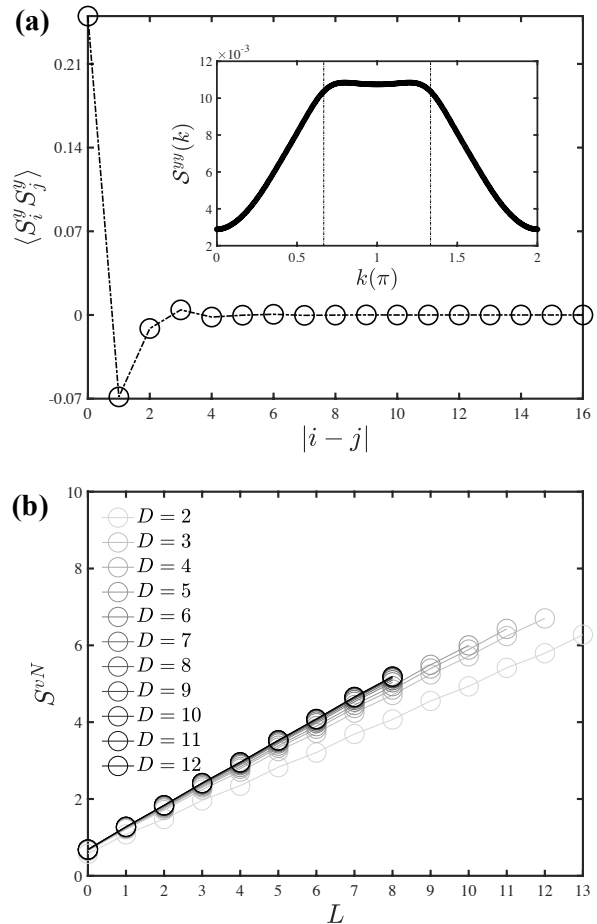 (a)
0.21
0.14
0.07
0
-0.07
⟨S_i^y S_j^y⟩
0 2 4 6 8 10 12 14 16
|i − j|
×10^-3
12
10
8
6
4
2
S^yy(k)
0 0.5 1 1.5 2
k(π)
(b)
10
8
6
4
2
0
S^vN
D = 2
D = 3
D = 4
D = 5
D = 6
D = 7
D = 8
D = 9
D = 10
D = 11
D = 12
0 1 2 3 4 5 6 7 8 9 10 11 12 13
L